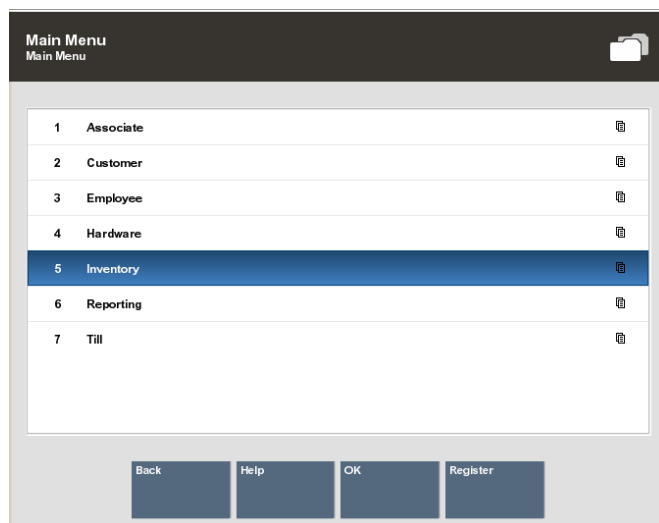 Main Menu
Main Menu
1 Associate
2 Customer
3 Employee
4 Hardware
5 Inventory
6 Reporting
7 Till
Back Help OK Register